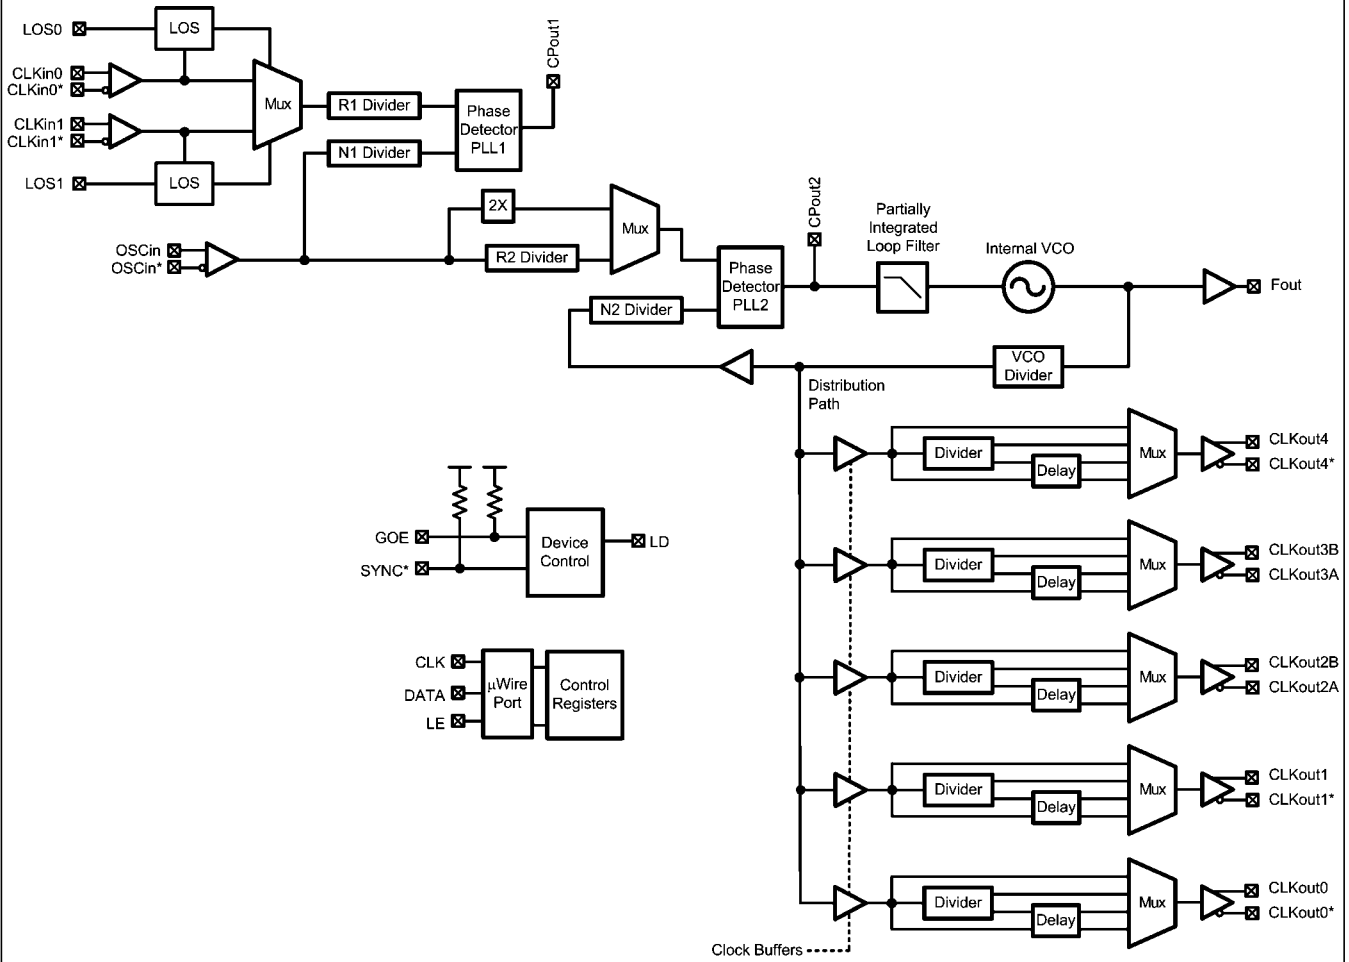 LOS0
LOS
CLKin0
CLKin0*
Mux
R1 Divider
Phase
Detector
PLL1
CPout1
CLKin1
CLKin1*
N1 Divider
LOS1
LOS
OSCin
OSCin*
2X
R2 Divider
Mux
N2 Divider
Phase
Detector
PLL2
CPout2
Partially
Integrated
Loop Filter
Internal VCO
Fout
VCO
Divider
Distribution
Path
Divider
Delay
Mux
CLKout4
CLKout4*
GOE
SYNC*
Device
Control
LD
Divider
Delay
Mux
CLKout3B
CLKout3A
CLK
DATA
LE
µWire
Port
Control
Registers
Divider
Delay
Mux
CLKout2B
CLKout2A
Divider
Delay
Mux
CLKout1
CLKout1*
Divider
Delay
Mux
CLKout0
CLKout0*
Clock Buffers